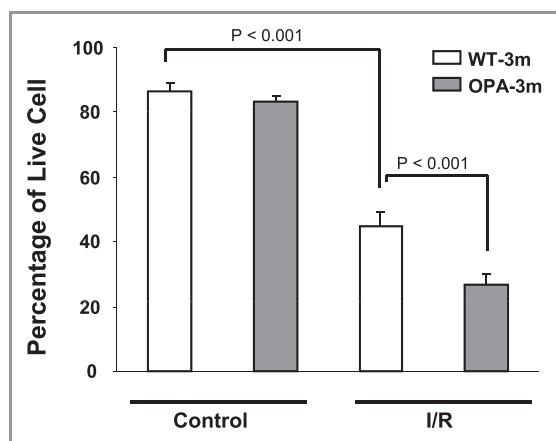 P < 0.001
100
WT-3m
OPA-3m
80
P < 0.001
60
40
20
0
Percentage of Live Cell
Control
I/R